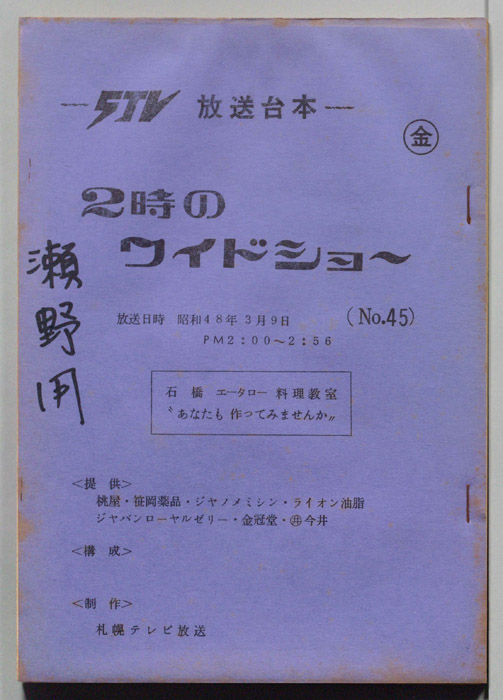 STV 放送台本
金
2時の
ワイドショー
瀬野用
放送日時 昭和48年3月9日
(No.45)
PM2:00〜2:56
石橋 エータロー 料理教室
〝あなたも 作ってみませんか〟
<提供>
桃屋・笹岡薬品・ジヤノメミシン・ライオン油脂
ジヤパンローヤルゼリー・金冠堂・㊍今井
<構成>
<制作>
札幌テレビ放送